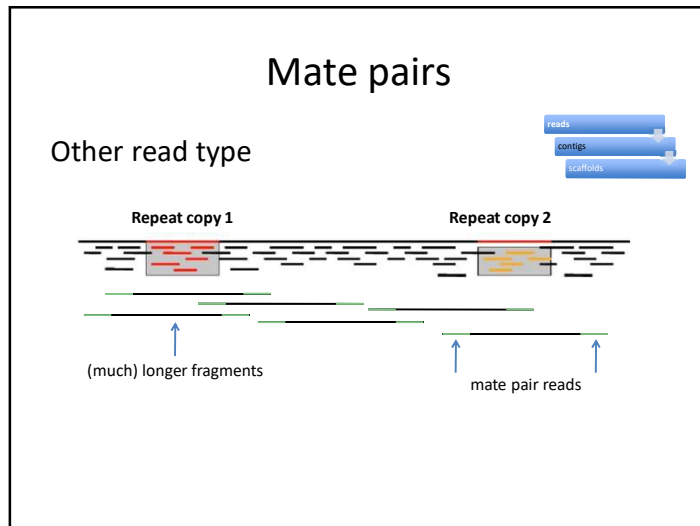 Mate pairs
Other read type
reads
contigs
scaffolds
Repeat copy 1
Repeat copy 2
(much) longer fragments
mate pair reads